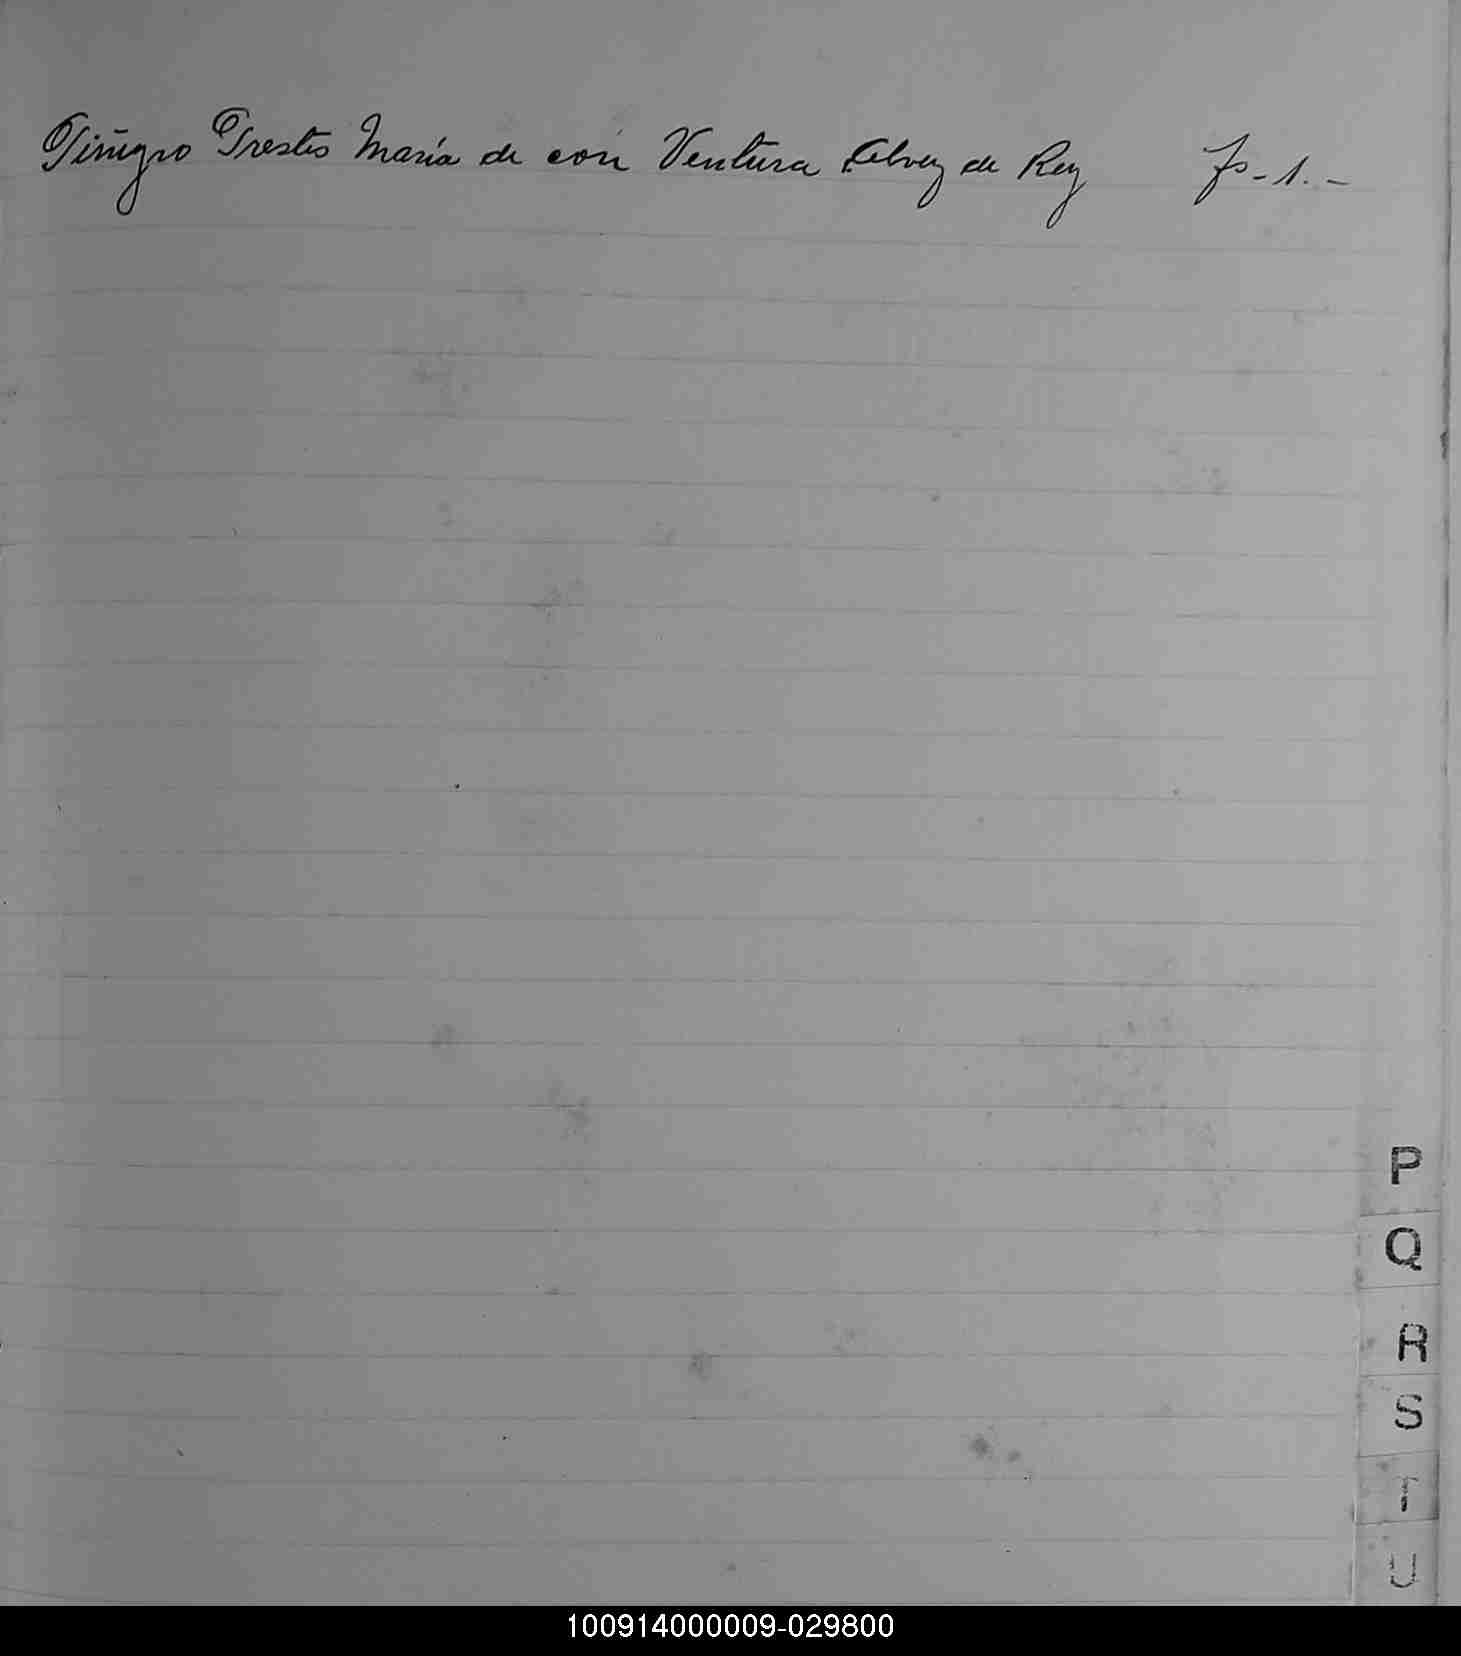 Piñeyro Prestes María de con Ventura Alvez de Rey fs-1.-
P
Q
R
S
T
U
100914000009-029800